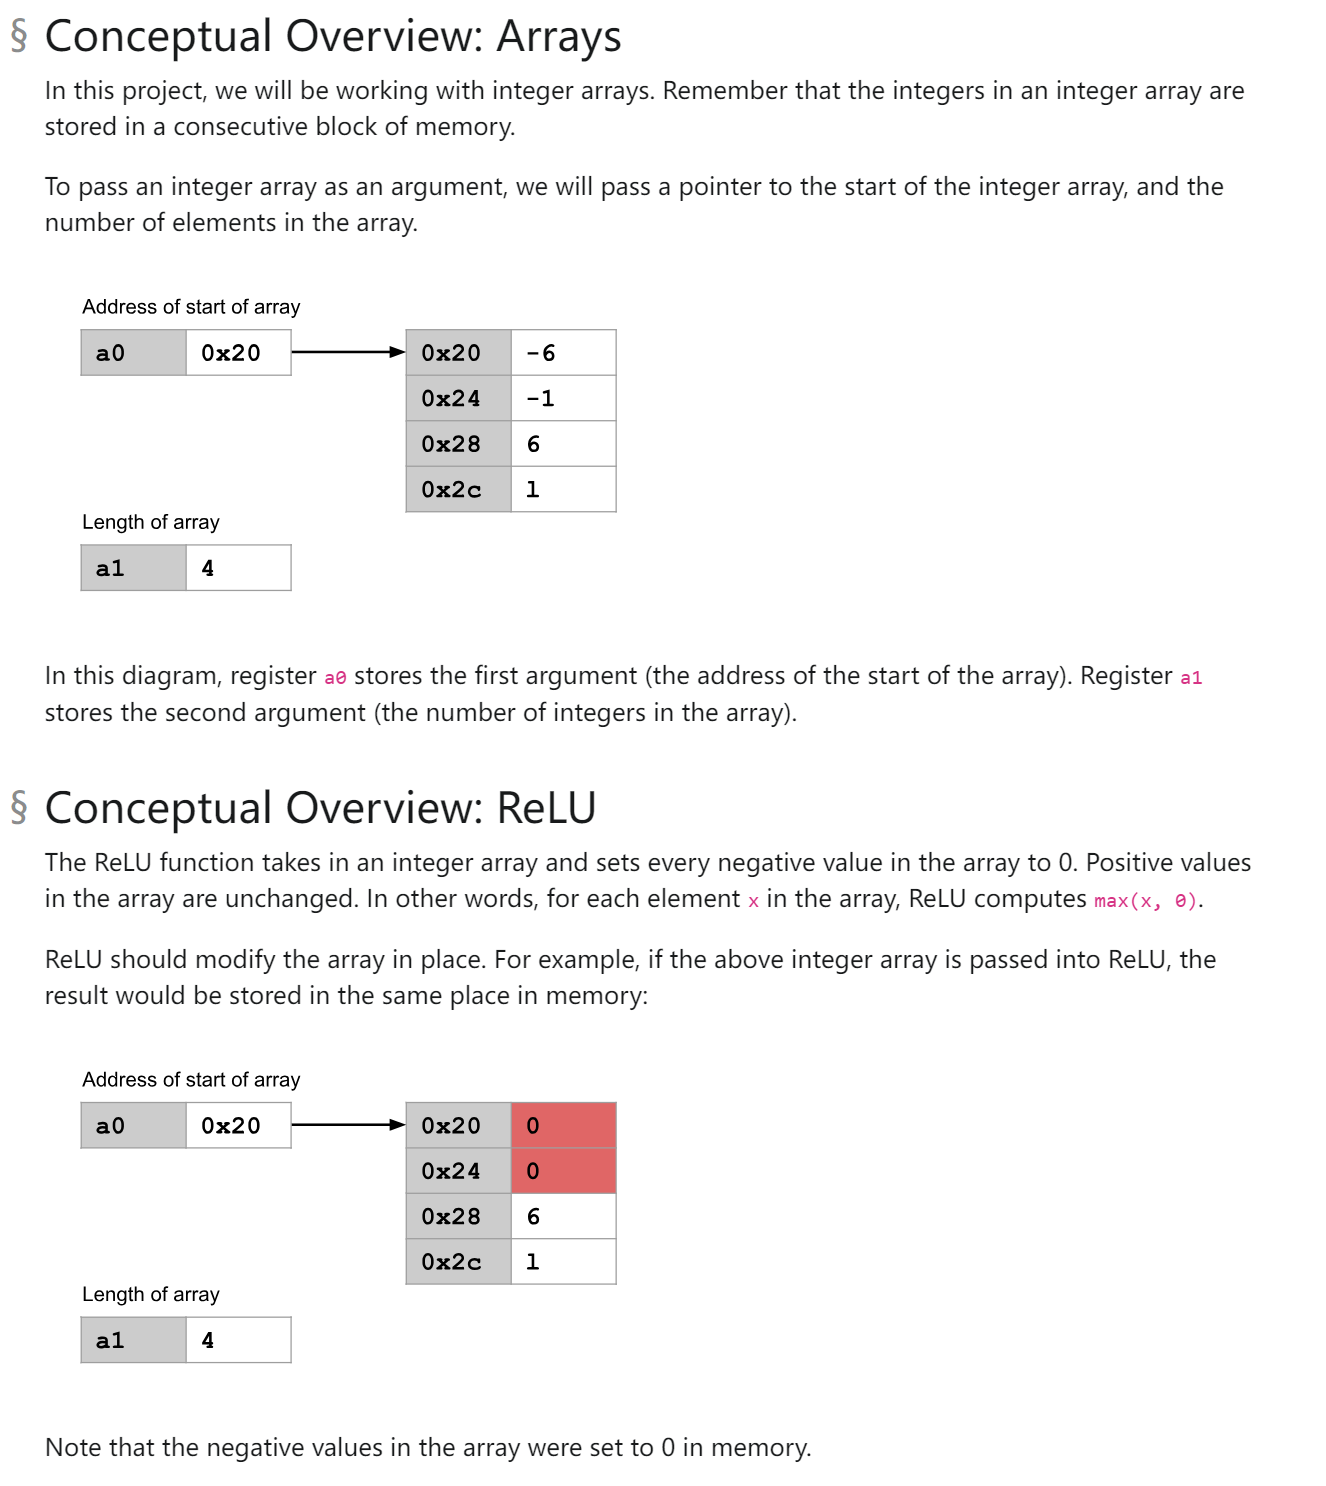 § Conceptual Overview: Arrays
In this project, we will be working with integer arrays. Remember that the integers in an integer array are
stored in a consecutive block of memory.
To pass an integer array as an argument, we will pass a pointer to the start of the integer array, and the
number of elements in the array.
Address of start of array
a0 0x20 0x20 -6
0x24 -1
0x28 6
0x2c 1
Length of array
a1 4
In this diagram, register a0 stores the first argument (the address of the start of the array). Register a1
stores the second argument (the number of integers in the array).
§ Conceptual Overview: ReLU
The ReLU function takes in an integer array and sets every negative value in the array to 0. Positive values
in the array are unchanged. In other words, for each element x in the array, ReLU computes max(x, 0).
ReLU should modify the array in place. For example, if the above integer array is passed into ReLU, the
result would be stored in the same place in memory:
Address of start of array
a0 0x20 0x20 0
0x24 0
0x28 6
0x2c 1
Length of array
a1 4
Note that the negative values in the array were set to 0 in memory.